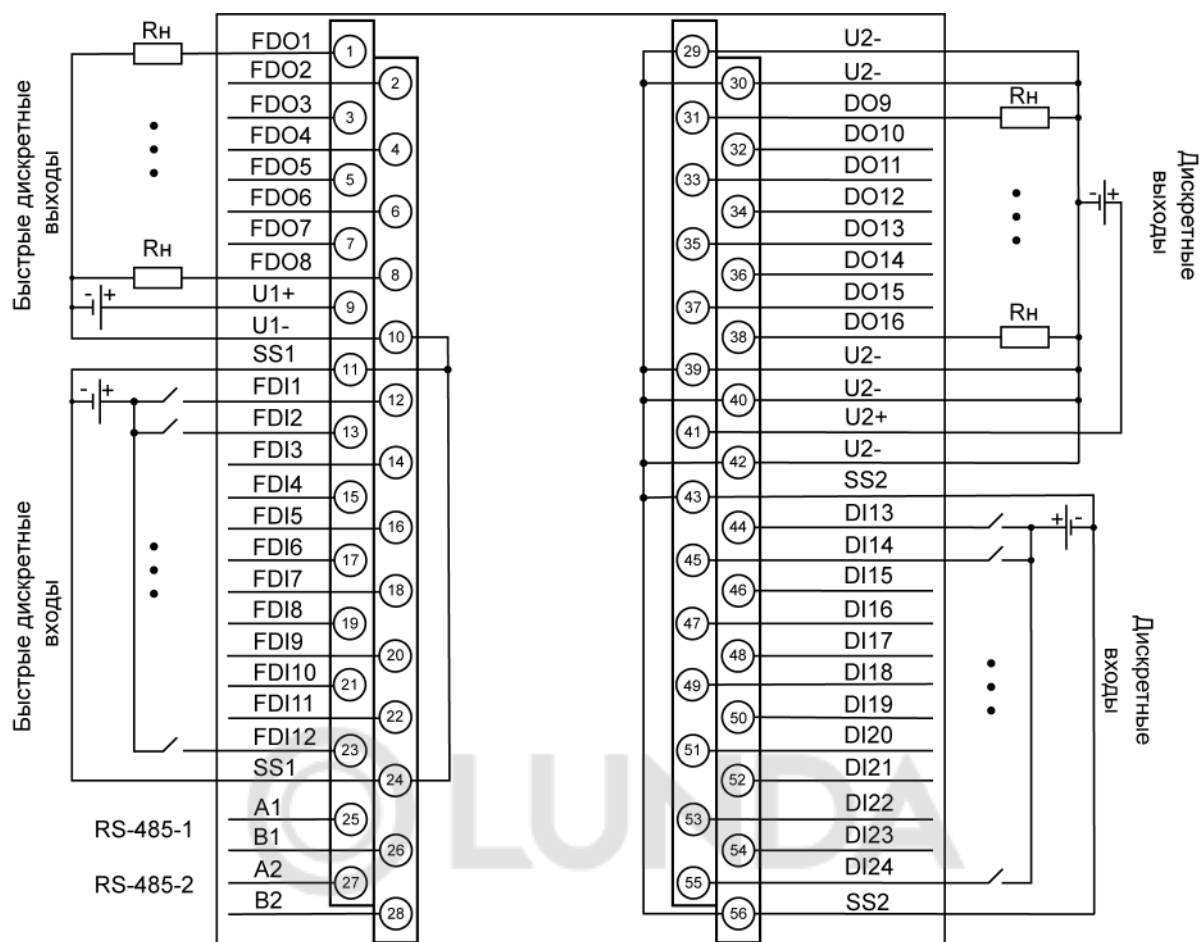 Быстрые дискретные
выходы
Rн
FDO1 1
FDO2 2
FDO3 3
FDO4 4
FDO5 5
FDO6 6
FDO7 7
Rн
FDO8 8
- + U1+ 9
U1- 10
SS1 11
Быстрые дискретные
входы
- + FDI1 12
FDI2 13
FDI3 14
FDI4 15
FDI5 16
FDI6 17
FDI7 18
FDI8 19
FDI9 20
FDI10 21
FDI11 22
FDI12 23
SS1 24
RS-485-1
A1 25
B1 26
RS-485-2
A2 27
B2 28
29 U2-
30 U2-
31 DO9 Rн
32 DO10
33 DO11
34 DO12
- +
35 DO13
36 DO14
37 DO15
38 DO16 Rн
39 U2-
40 U2-
41 U2+
42 U2-
Дискретные
выходы
43 SS2
44 DI13 + -
45 DI14
46 DI15
47 DI16
48 DI17
49 DI18
50 DI19
51 DI20
52 DI21
53 DI22
54 DI23
55 DI24
56 SS2
Дискретные
входы
LUNDA